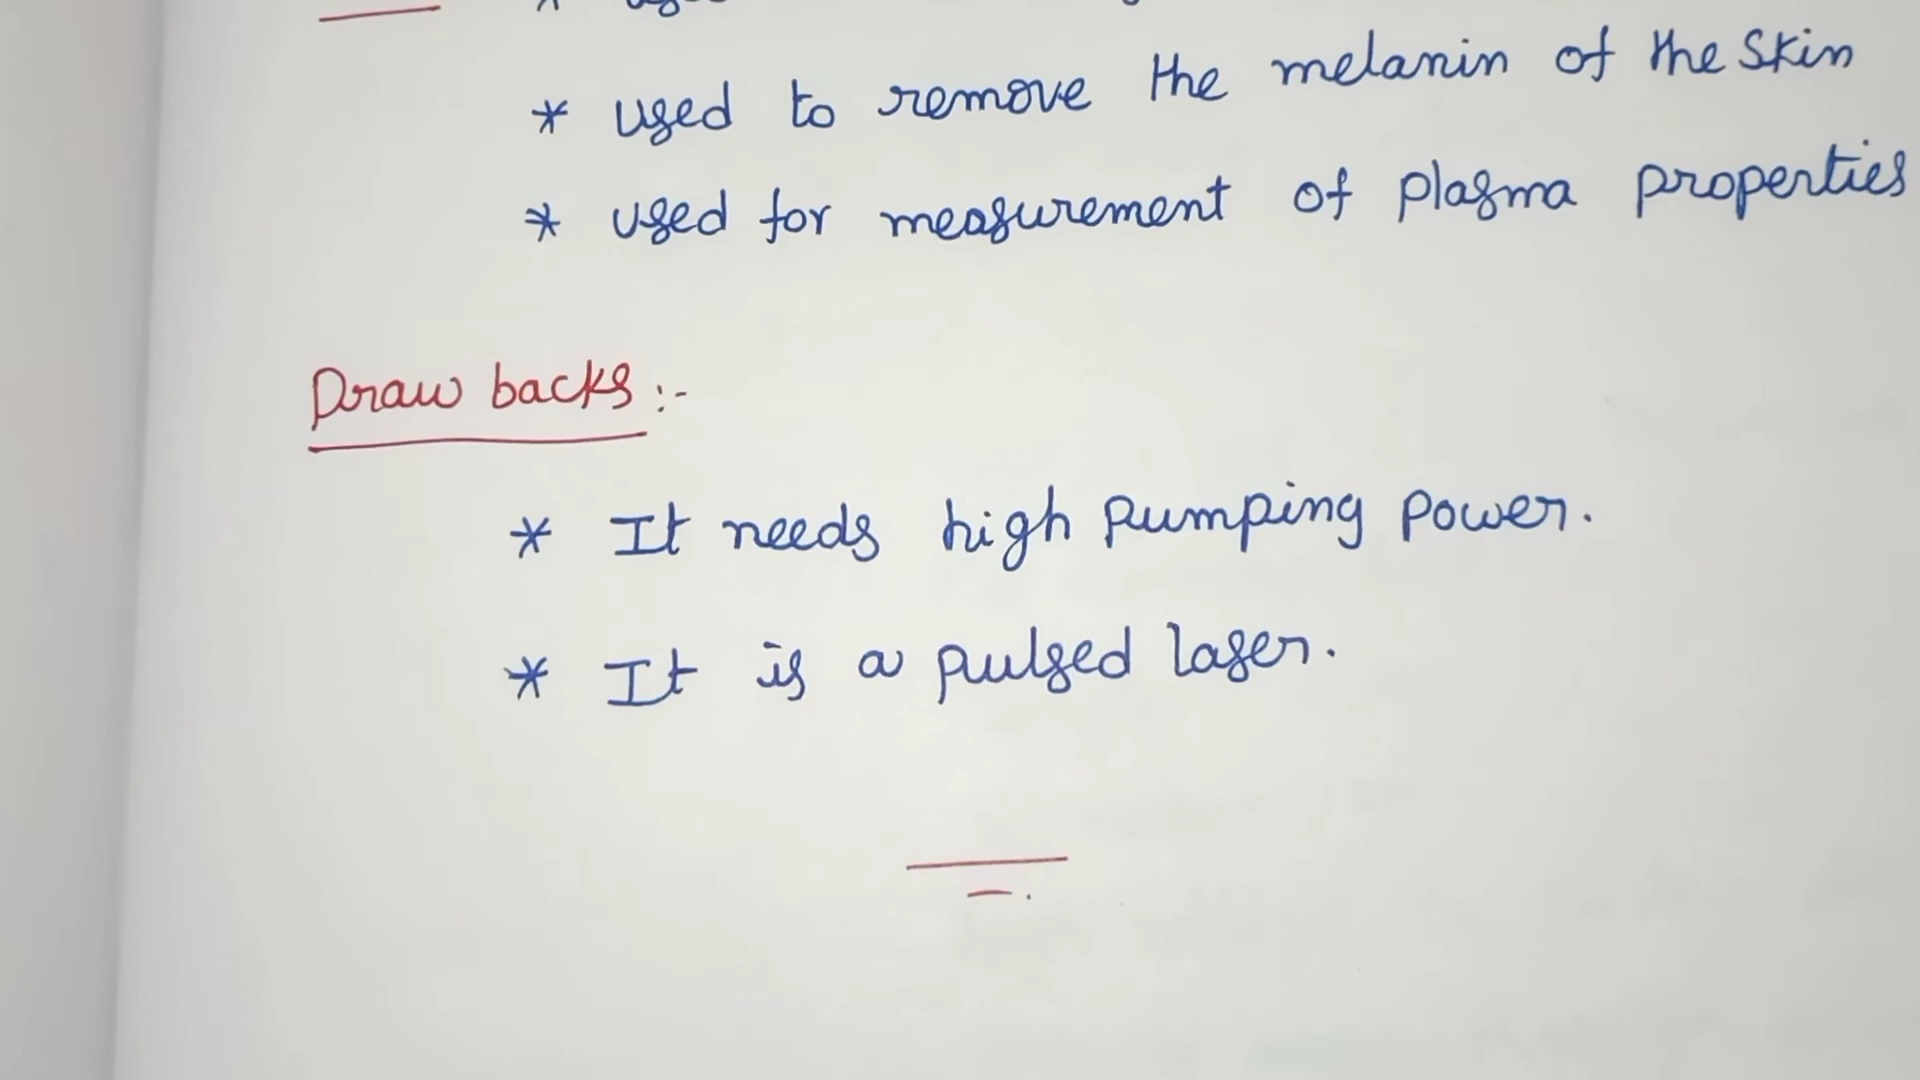 * used to remove the melanin of the skin
* used for measurement of plasma properties
Draw backs :-
* It needs high pumping power.
* It is a pulsed laser.